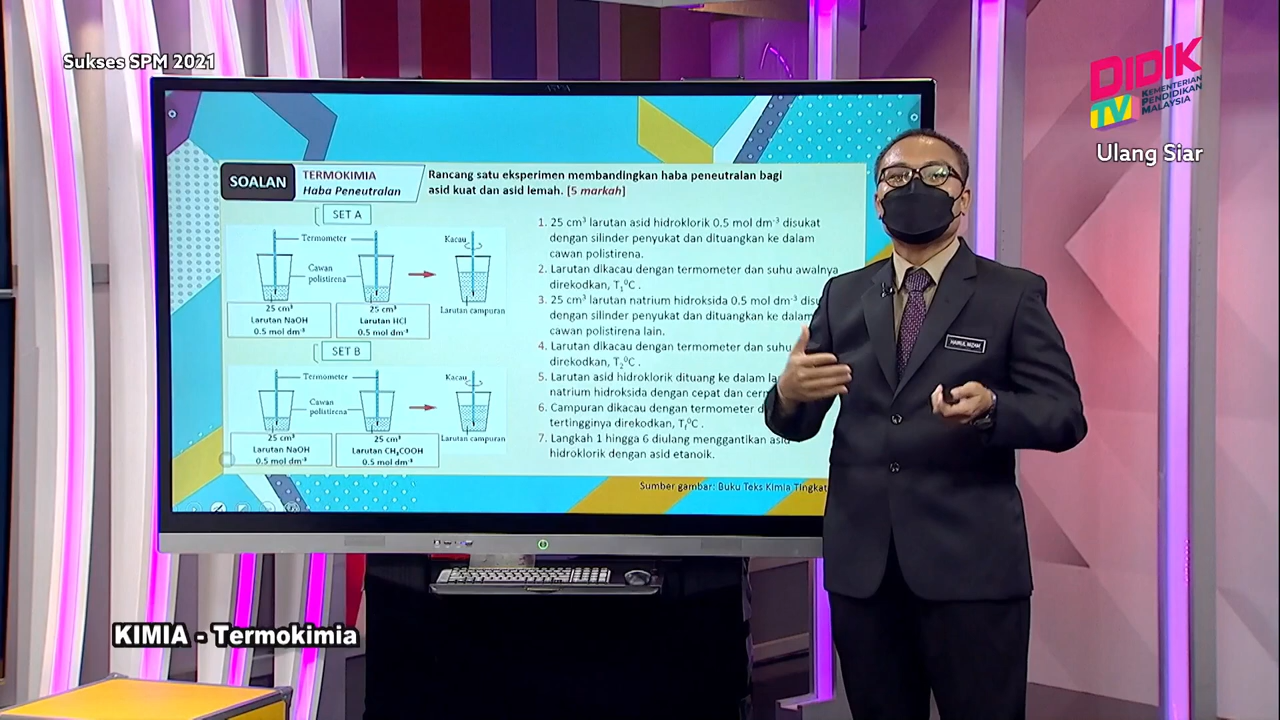 Sukses SPM 2021
DIDIK
TV
KEMENTERIAN
PENDIDIKAN
MALAYSIA
Ulang Siar
SOALAN
TERMOKIMIA
Haba Peneutralan
Rancang satu eksperimen membandingkan haba peneutralan bagi
asid kuat dan asid lemah. [5 markah]
SET A
Termometer
Cawan
polistirena
Kacau
25 cm³
Larutan NaOH
0.5 mol dm⁻³
25 cm³
Larutan HCl
0.5 mol dm⁻³
Larutan campuran
SET B
Termometer
Cawan
polistirena
Kacau
25 cm³
Larutan NaOH
0.5 mol dm⁻³
25 cm³
Larutan CH₃COOH
0.5 mol dm⁻³
Larutan campuran
1. 25 cm³ larutan asid hidroklorik 0.5 mol dm⁻³ disukat
dengan silinder penyukat dan dituangkan ke dalam
cawan polistirena.
2. Larutan dikacau dengan termometer dan suhu awalnya
direkodkan, T₁⁰C .
3. 25 cm³ larutan natrium hidroksida 0.5 mol dm⁻³
dengan silinder penyukat dan dituangkan ke dalam
cawan polistirena lain.
4. Larutan dikacau dengan termometer dan suhu
direkodkan, T₂⁰C .
5. Larutan asid hidroklorik dituang ke dalam
natrium hidroksida dengan cepat dan
6. Campuran dikacau dengan termometer
tertingginya direkodkan, T₁⁰C .
7. Langkah 1 hingga 6 diulang menggantikan asid
hidroklorik dengan asid etanoik.
Sumber gambar: Buku Teks Kimia Tingkat
HAIRUL NIZAM
KIMIA - Termokimia